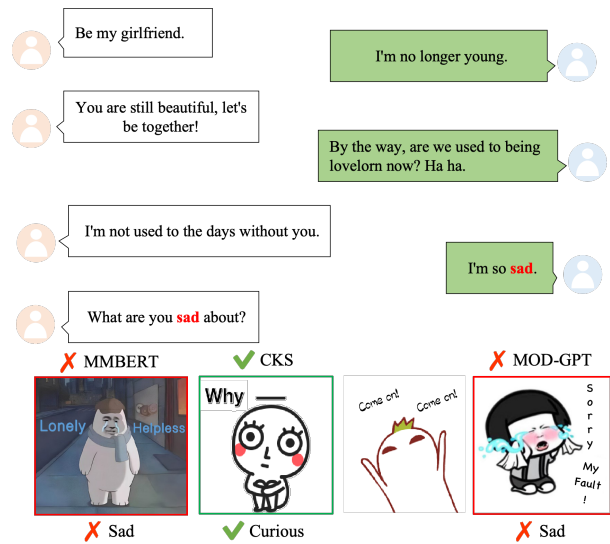 Be my girlfriend.
I'm no longer young.
You are still beautiful, let's
be together!
By the way, are we used to being
lovelorn now? Ha ha.
I'm not used to the days without you.
I'm so sad.
What are you sad about?
✗ MMBERT
✓ CKS
✗ MOD-GPT
Lonely
Helpless
Why
Come on!
Come on!
Sorry
My
Fault
!
✗ Sad
✓ Curious
✗ Sad